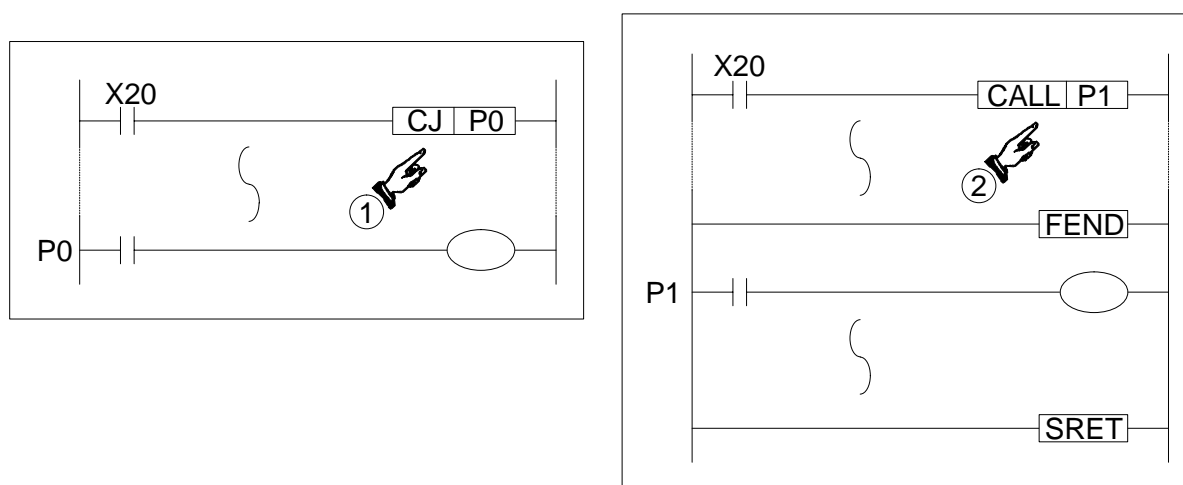 X20
CJ P0
①
P0
X20
CALL P1
②
FEND
P1
SRET